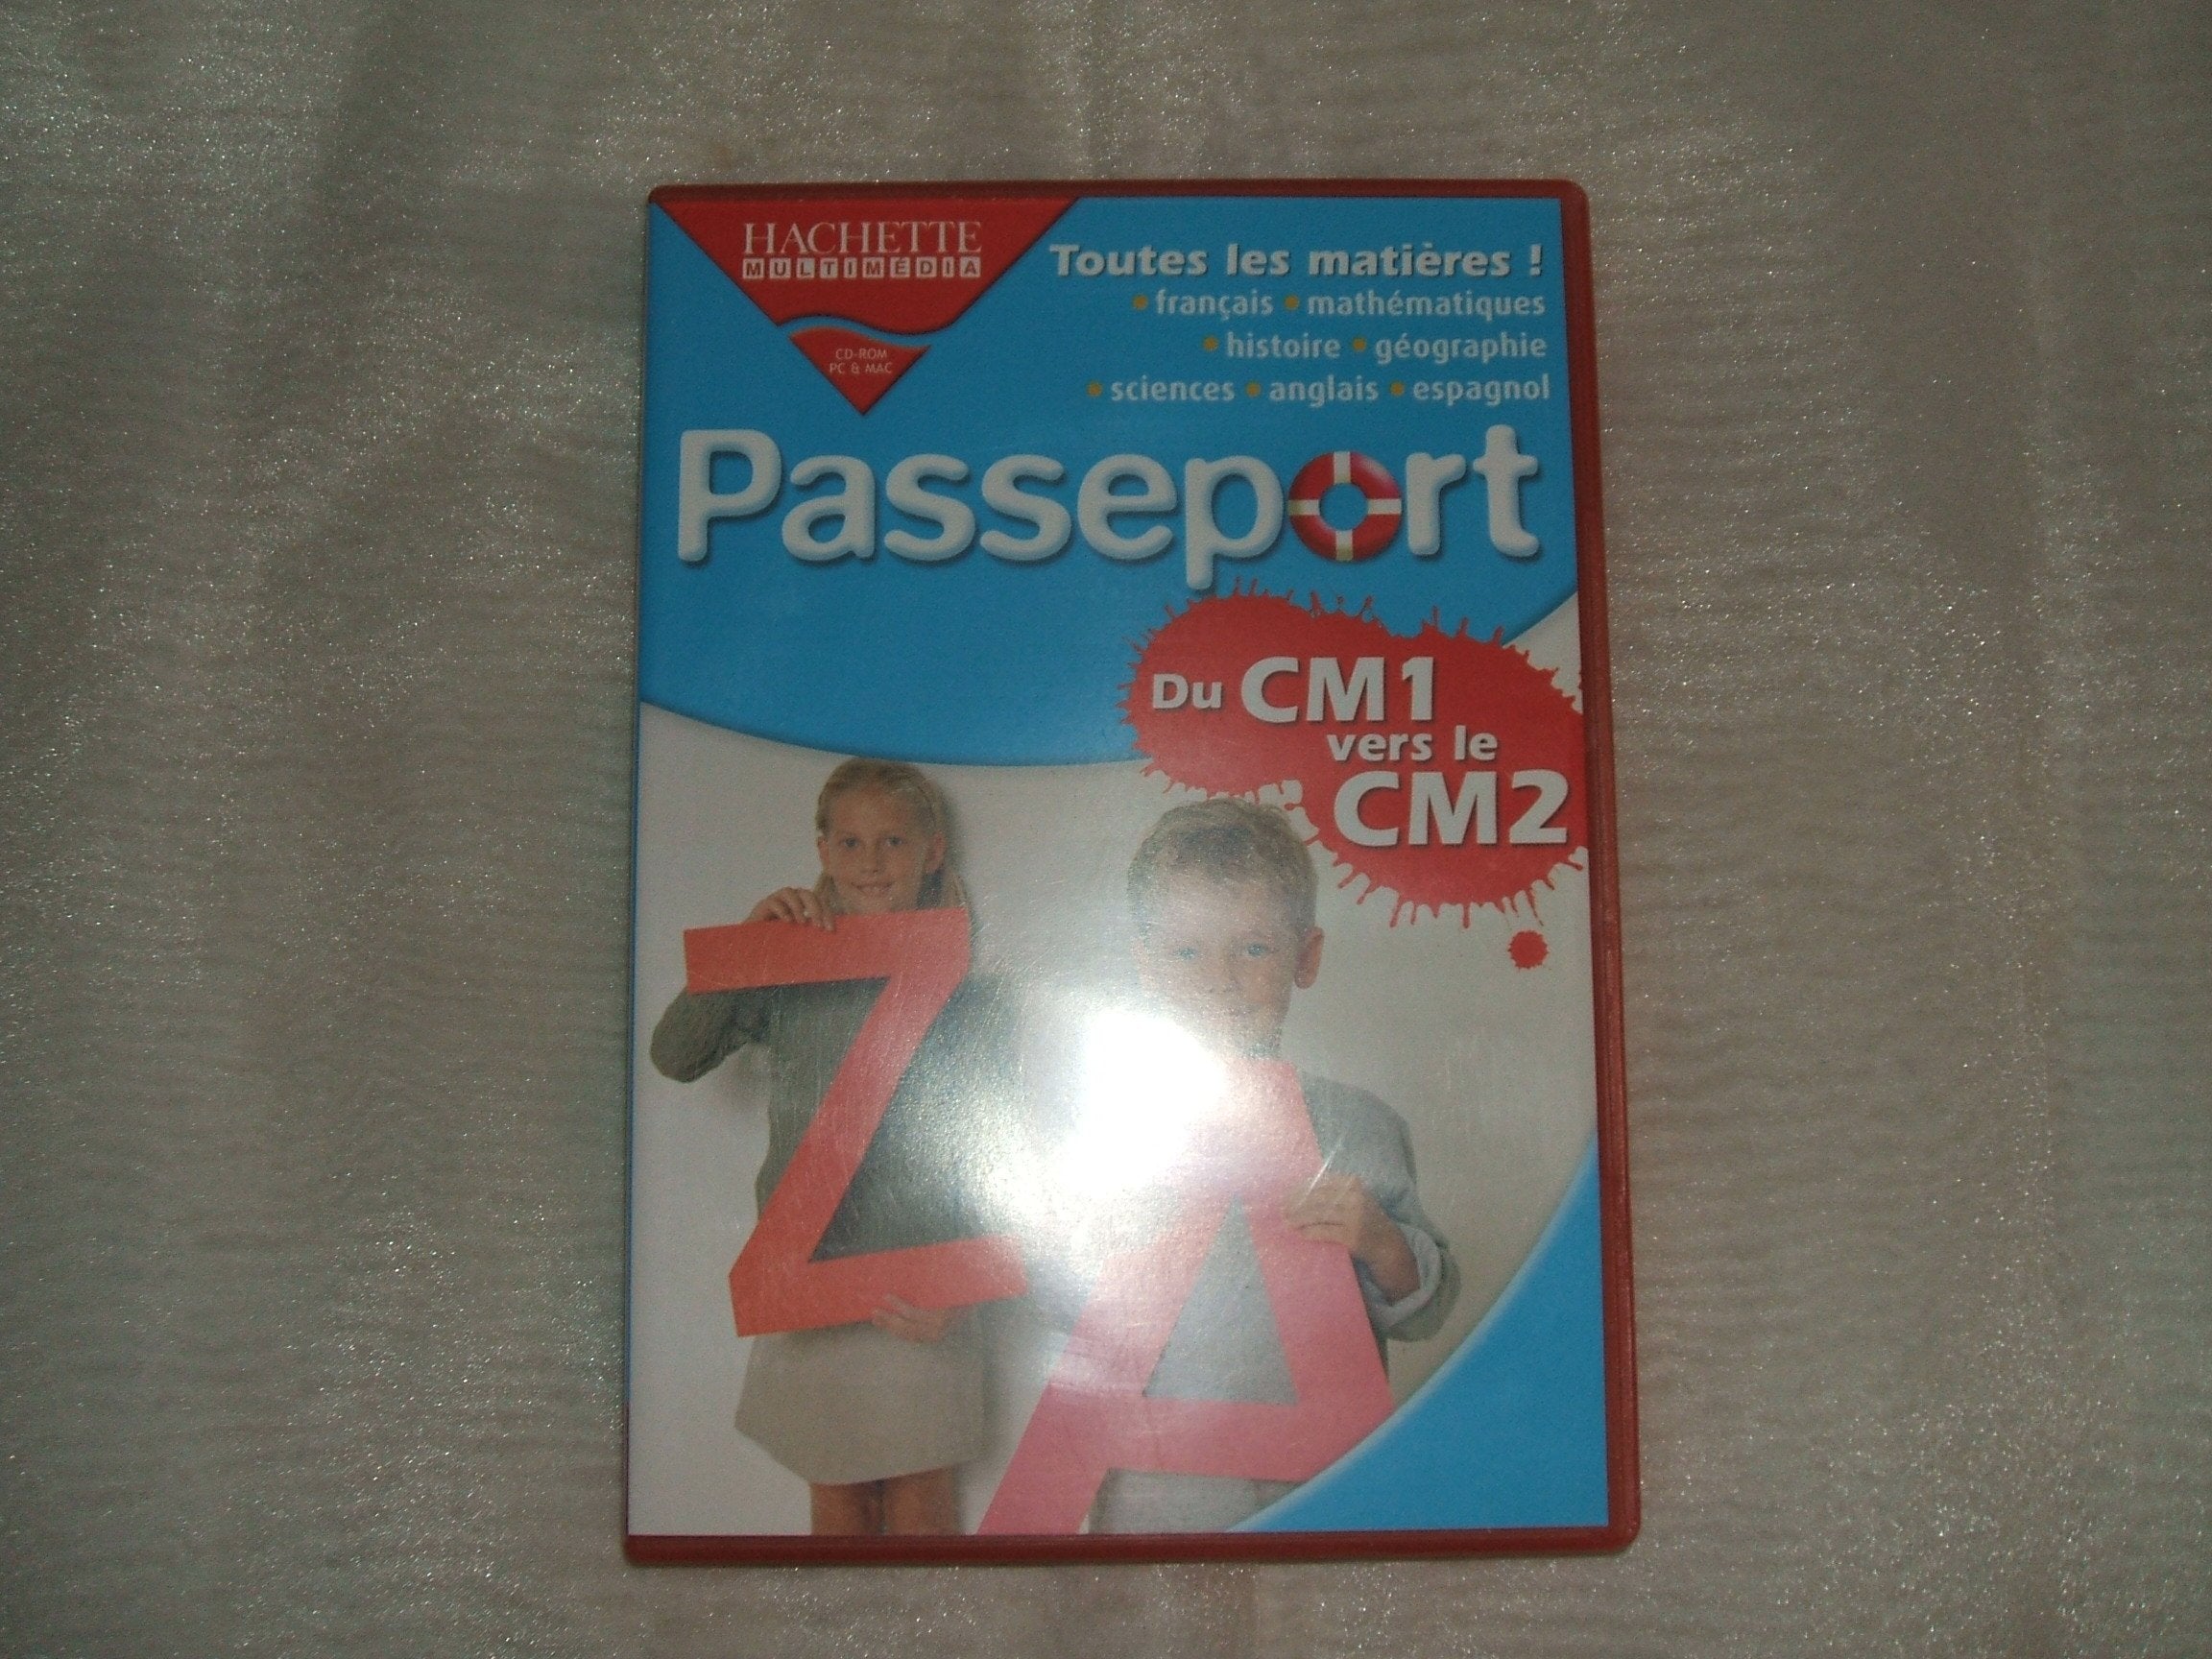 HACHETTE
MULTIMÉDIA
CD-ROM
PC & MAC
Toutes les matières !
• français • mathématiques
• histoire • géographie
• sciences • anglais • espagnol
Passeport
Du CM1
vers le
CM2
Z
A